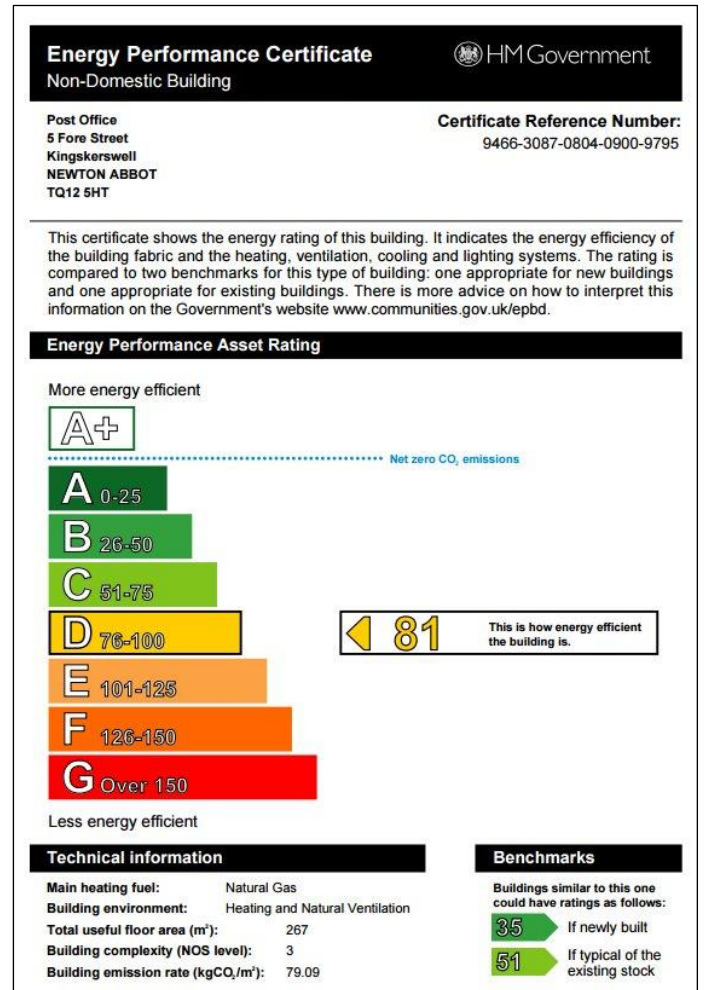 Energy Performance Certificate
HM Government
Non-Domestic Building
Post Office
5 Fore Street
Kingskerswell
NEWTON ABBOT
TQ12 5HT
Certificate Reference Number:
9466-3087-0804-0900-9795
This certificate shows the energy rating of this building. It indicates the energy efficiency of
the building fabric and the heating, ventilation, cooling and lighting systems. The rating is
compared to two benchmarks for this type of building: one appropriate for new buildings
and one appropriate for existing buildings. There is more advice on how to interpret this
information on the Government's website www.communities.gov.uk/epbd.
Energy Performance Asset Rating
More energy efficient
A+
Net zero CO₂ emissions
A 0-25
B 26-50
C 51-75
D 76-100
81
This is how energy efficient
the building is.
E 101-125
F 126-150
G Over 150
Less energy efficient
Technical information
Main heating fuel: Natural Gas
Building environment: Heating and Natural Ventilation
Total useful floor area (m²): 267
Building complexity (NOS level): 3
Building emission rate (kgCO₂/m²): 79.09
Benchmarks
Buildings similar to this one
could have ratings as follows:
35 If newly built
51 If typical of the
existing stock